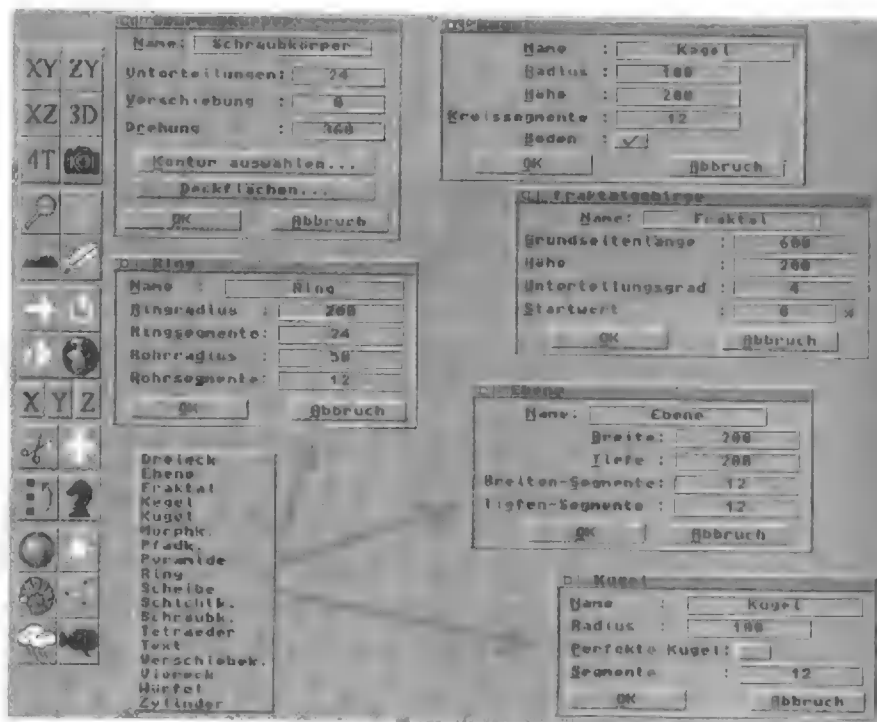 XY ZY
XZ 3D
4T
X Y Z
Name: Schraubkörper
Unterteilungen: 24
Verschiebung : 0
Drehung : 360
Kontur auswählen...
Deckflächen...
OK Abbruch
Name : Kegel
Radius : 100
Höhe : 200
Kreissegmente : 12
Boden : ✓
OK Abbruch
Fraktalgebirge
Name: Fraktal
Grundseitenlänge : 600
Höhe : 200
Unterteilungsgrad : 4
Startwert : 0
OK Abbruch
Ring
Name : Ring
Ringradius : 200
Ringsegmente: 24
Rohrradius : 50
Rohrsegmente: 12
OK Abbruch
Ebene
Name: Ebene
Breite: 200
Tiefe : 200
Breiten-Segmente: 12
Tiefen-Segmente : 12
OK Abbruch
Dreieck
Ebene
Fraktal
Kegel
Kugel
Morphk.
Pfadk.
Pyramide
Ring
Scheibe
Schichtk.
Schraubk.
Tetraeder
Text
Verschiebek.
Viereck
Würfel
Zylinder
Kugel
Name : Kugel
Radius : 100
Perfekte Kugel:
Segmente : 12
OK Abbruch